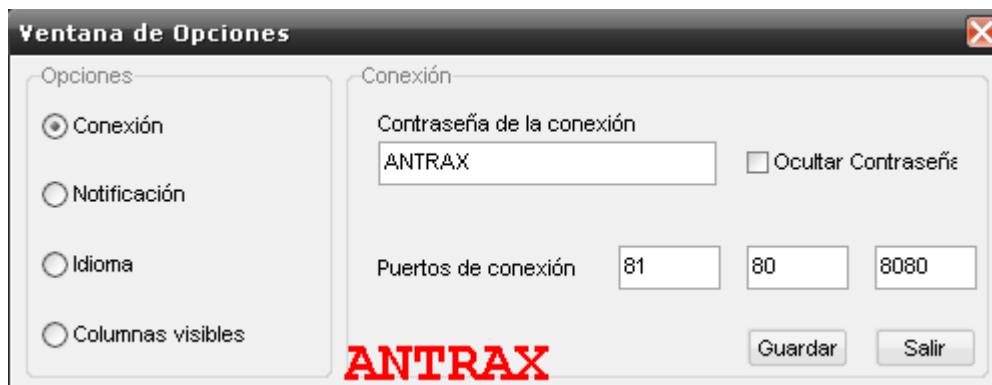 Ventana de Opciones
Opciones
Conexión
Notificación
Idioma
Columnas visibles
Conexión
Contraseña de la conexión
ANTRAX
Ocultar Contraseña
Puertos de conexión 81 80 8080
Guardar Salir
ANTRAX